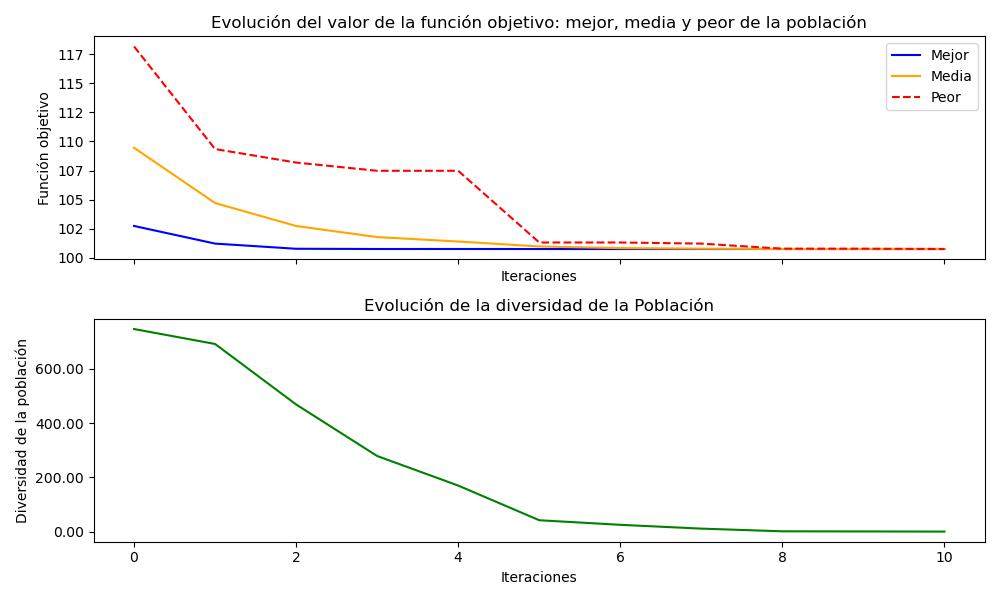 Evolución del valor de la función objetivo: mejor, media y peor de la población
Función objetivo
117
115
112
110
107
105
102
100
Mejor
Media
Peor
Iteraciones
Evolución de la diversidad de la Población
Diversidad de la población
600.00
400.00
200.00
0.00
0 2 4 6 8 10
Iteraciones